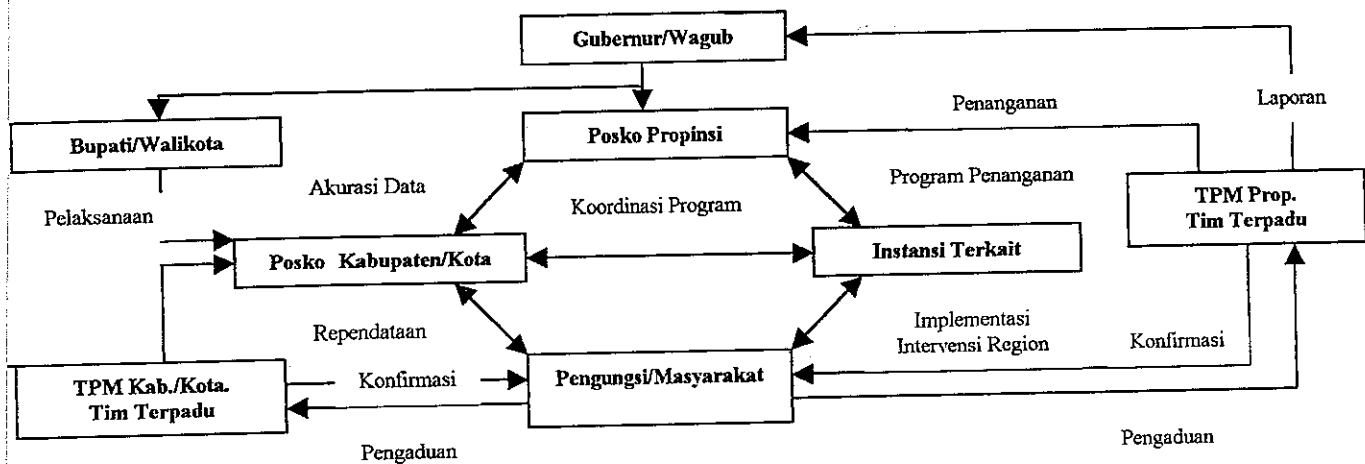 Gubernur/Wagub
Penanganan
Laporan
Bupati/Walikota
Posko Propinsi
Akurasi Data
Program Penanganan
TPM Prop.
Tim Terpadu
Pelaksanaan
Koordinasi Program
Posko Kabupaten/Kota
Instansi Terkait
Rependataan
Implementasi
Intervensi Region
Konfirmasi
TPM Kab./Kota.
Tim Terpadu
Konfirmasi
Pengungsi/Masyarakat
Pengaduan
Pengaduan